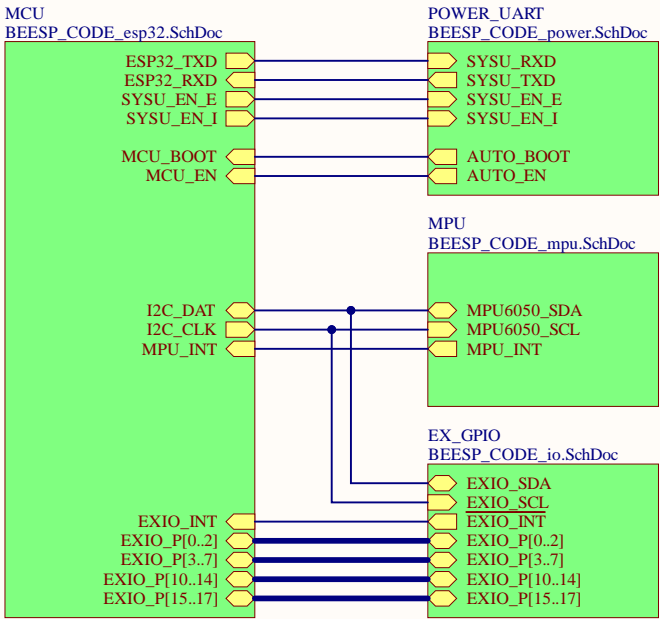 MCU
BEESP_CODE_esp32.SchDoc
ESP32_TXD
ESP32_RXD
SYSU_EN_E
SYSU_EN_I
MCU_BOOT
MCU_EN
I2C_DAT
I2C_CLK
MPU_INT
EXIO_INT
EXIO_P[0..2]
EXIO_P[3..7]
EXIO_P[10..14]
EXIO_P[15..17]
POWER_UART
BEESP_CODE_power.SchDoc
SYSU_RXD
SYSU_TXD
SYSU_EN_E
SYSU_EN_I
AUTO_BOOT
AUTO_EN
MPU
BEESP_CODE_mpu.SchDoc
MPU6050_SDA
MPU6050_SCL
MPU_INT
EX_GPIO
BEESP_CODE_io.SchDoc
EXIO_SDA
EXIO_SCL
EXIO_INT
EXIO_P[0..2]
EXIO_P[3..7]
EXIO_P[10..14]
EXIO_P[15..17]